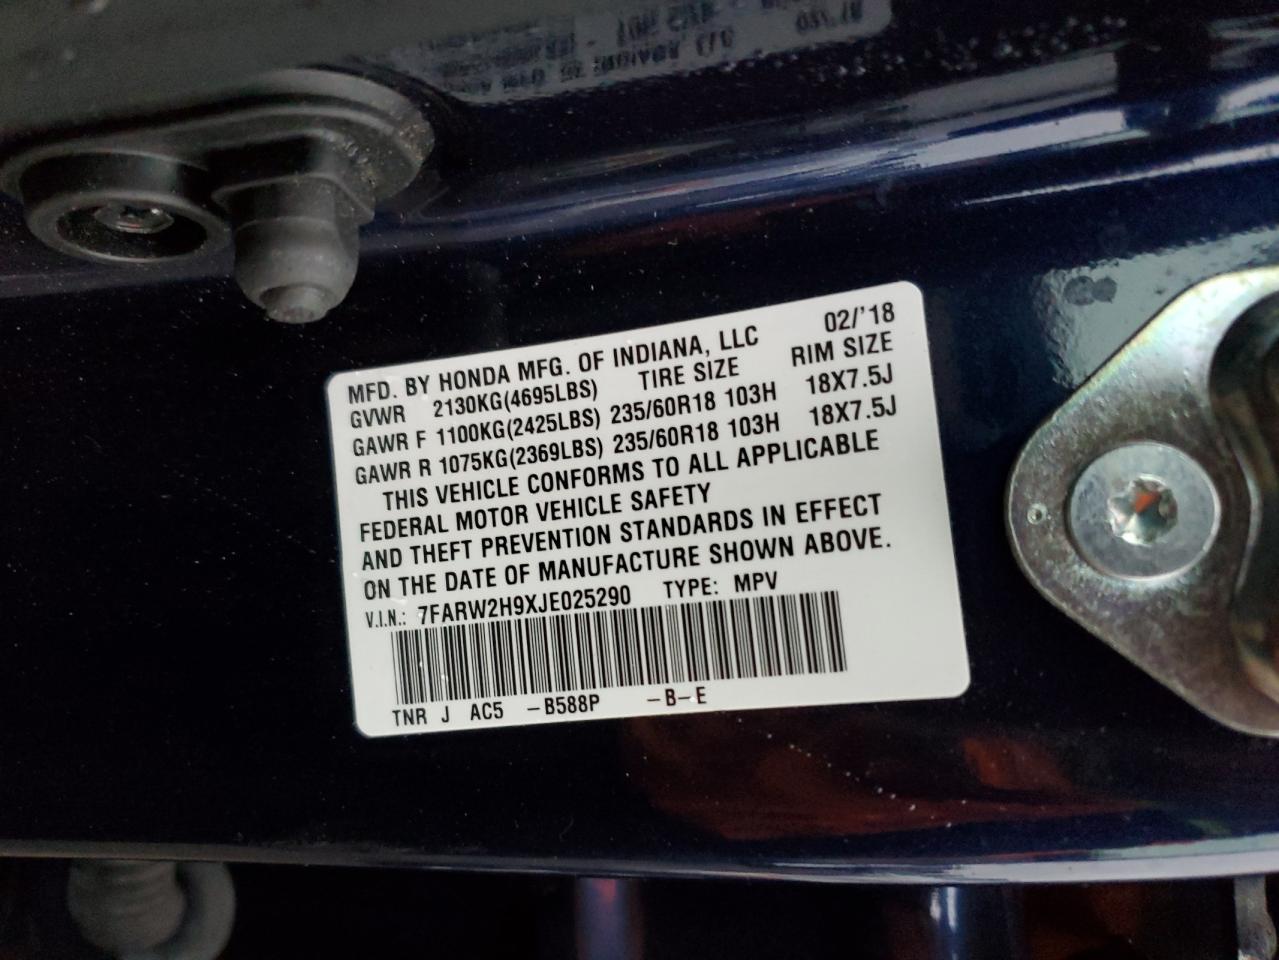 MFD. BY HONDA MFG. OF INDIANA, LLC 02/'18
GVWR 2130KG(4695LBS) TIRE SIZE RIM SIZE
GAWR F 1100KG(2425LBS) 235/60R18 103H 18X7.5J
GAWR R 1075KG(2369LBS) 235/60R18 103H 18X7.5J
THIS VEHICLE CONFORMS TO ALL APPLICABLE
FEDERAL MOTOR VEHICLE SAFETY
AND THEFT PREVENTION STANDARDS IN EFFECT
ON THE DATE OF MANUFACTURE SHOWN ABOVE.
V.I.N.: 7FARW2H9XJE025290 TYPE: MPV
TNR J AC5 -B588P -B-E